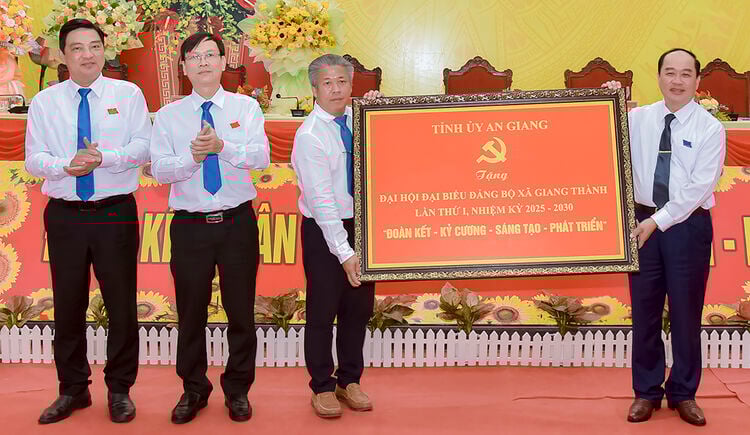 TỈNH ỦY AN GIANG
Tặng
ĐẠI HỘI ĐẠI BIỂU ĐẢNG BỘ XÃ GIANG THÀNH
LẦN THỨ I, NHIỆM KỲ 2025 - 2030
"ĐOÀN KẾT - KỶ CƯƠNG - SÁNG TẠO - PHÁT TRIỂN"